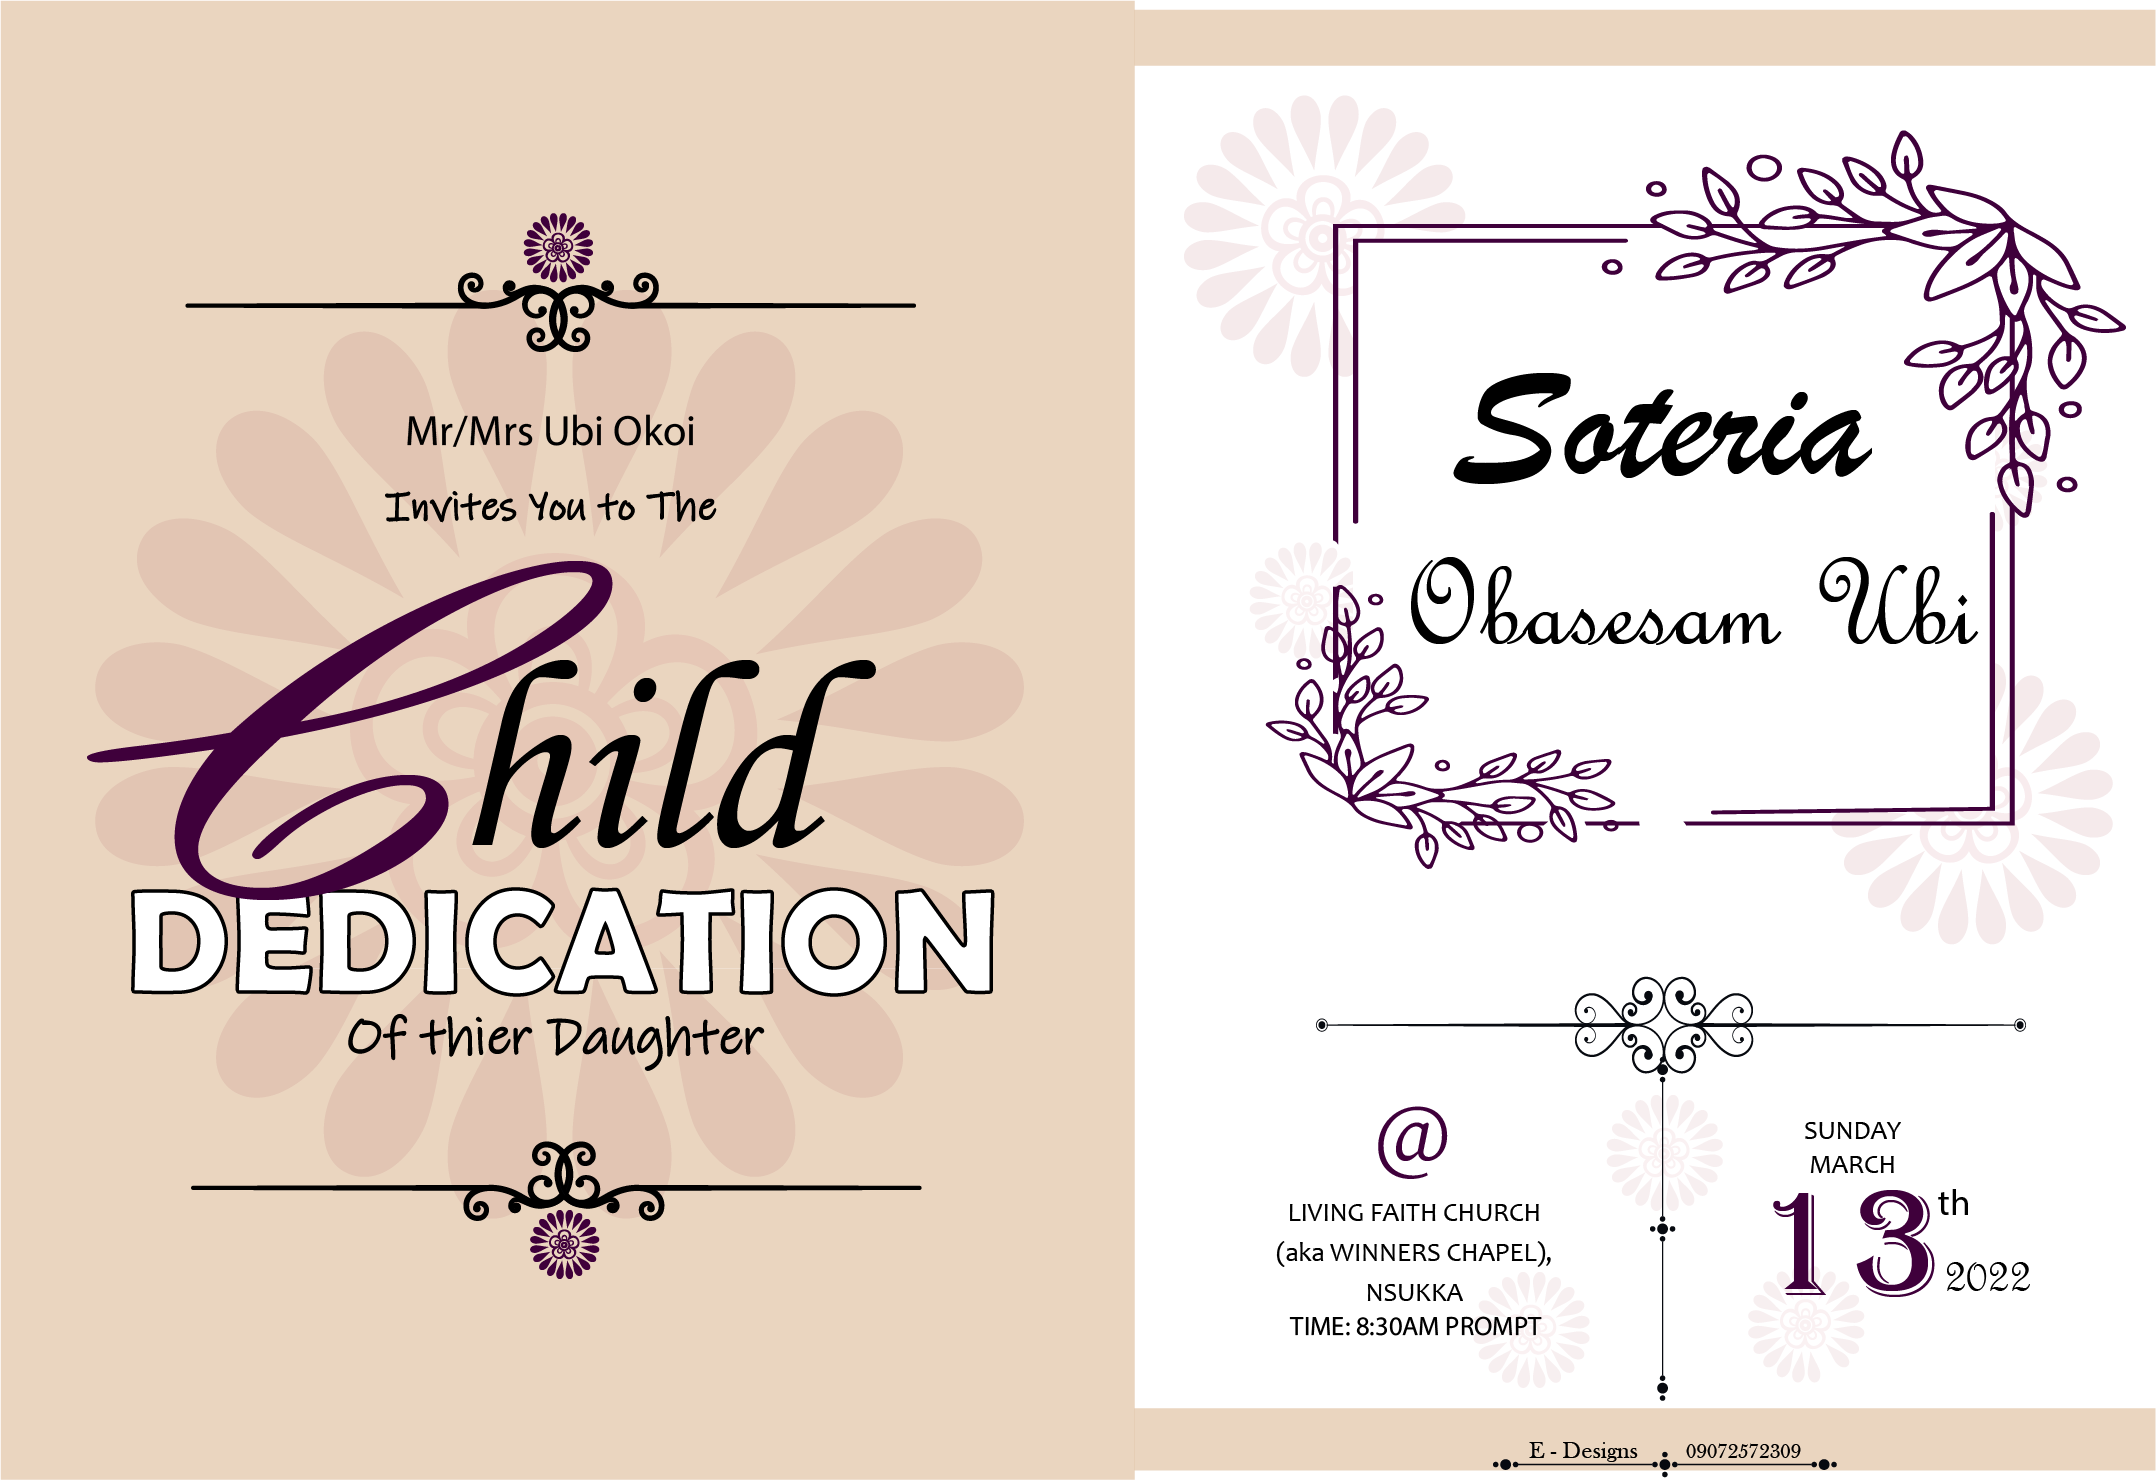 Mr/Mrs Ubi Okoi
Invites You to The
Child
DEDICATION
Of thier Daughter
Soteria
Obasesam Ubi
@
LIVING FAITH CHURCH
(aka WINNERS CHAPEL),
NSUKKA
TIME: 8:30AM PROMPT
SUNDAY
MARCH
13th
2022
E - Designs 09072572309